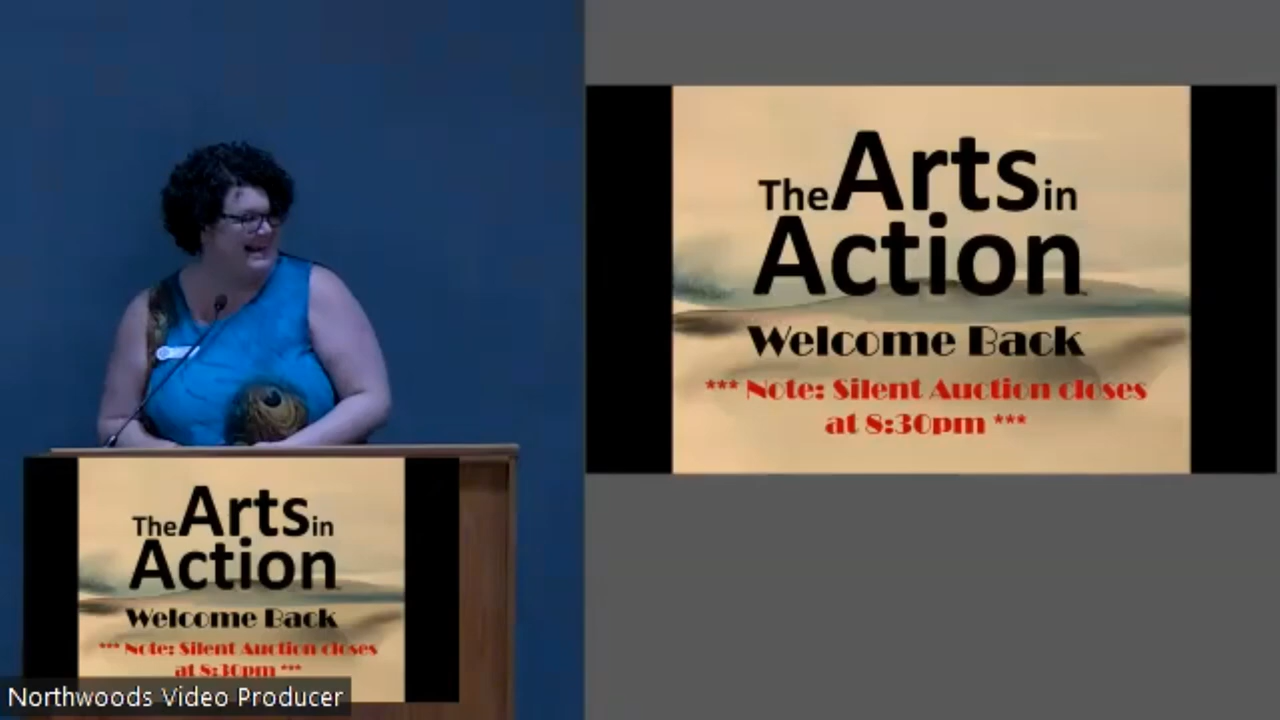 The Arts in
Action
Welcome Back
*** Note: Silent Auction closes
at 8:30pm ***
The Arts in
Action
Welcome Back
*** Note: Silent Auction closes
at 8:30pm ***
Northwoods Video Producer